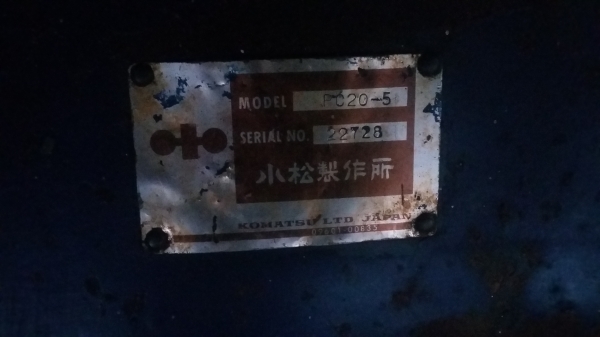 MODEL PC20-5
SERIAL NO. 22728
小松製作所
KOMATSU LTD JAPAN